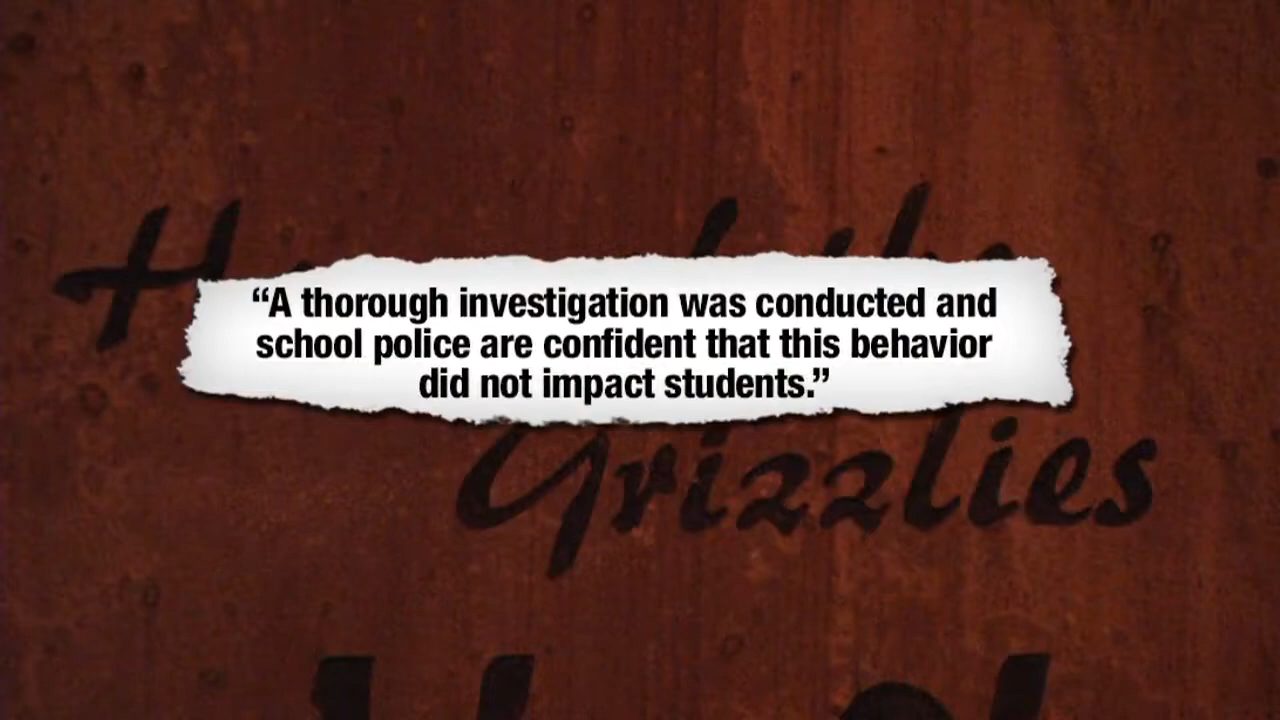 “A thorough investigation was conducted and
school police are confident that this behavior
did not impact students.”
Grizzlies